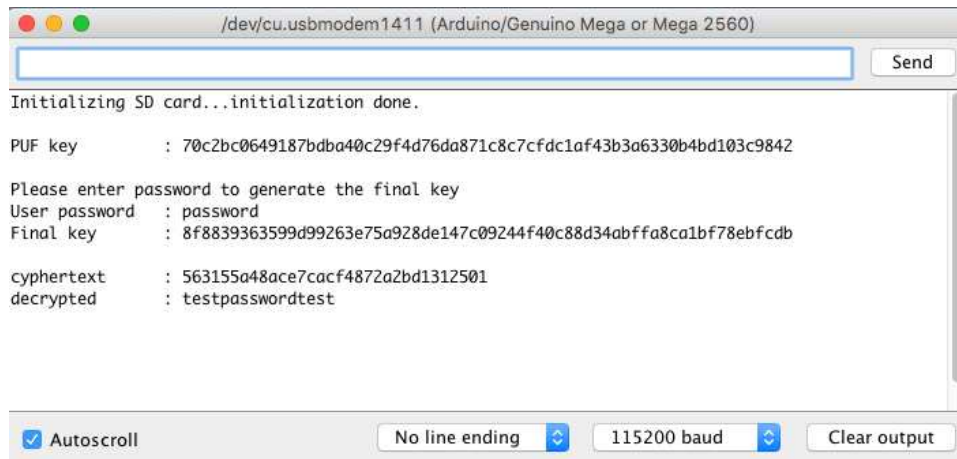 /dev/cu.usbmodem1411 (Arduino/Genuino Mega or Mega 2560)
Send
Initializing SD card...initialization done.
PUF key : 70c2bc0649187bdba40c29f4d76da871c8c7cfdc1af43b3a6330b4bd103c9842
Please enter password to generate the final key
User password : password
Final key : 8f8839363599d99263e75a928de147c09244f40c88d34abffa8ca1bf78ebfcdb
cyphertext : 563155a48ace7cacf4872a2bd1312501
decrypted : testpasswordtest
Autoscroll No line ending 115200 baud Clear output